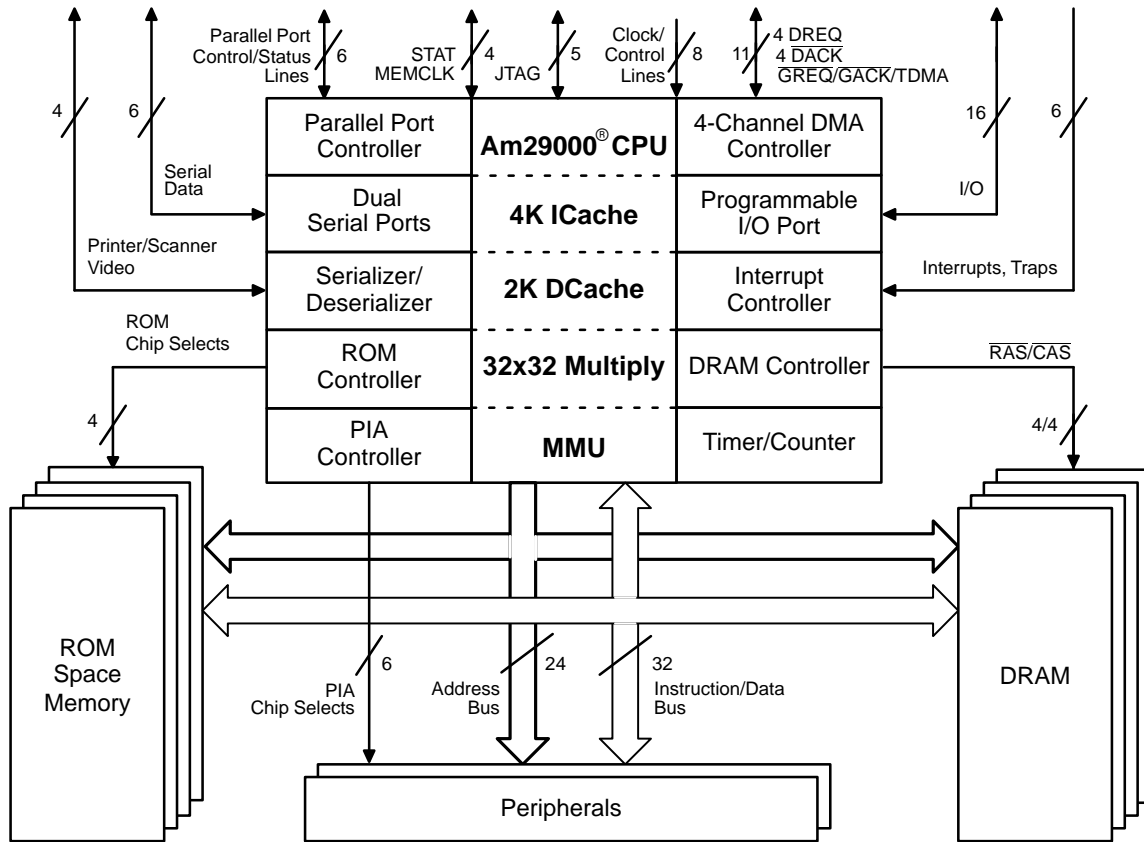 Parallel Port
Control/Status
Lines
6
STAT
MEMCLK
4
JTAG
5
Clock/
Control
Lines
8
11
4 DREQ
4 DACK
GREQ/GACK/TDMA
4
6
16
6
Serial
Data
I/O
Printer/Scanner
Video
Interrupts, Traps
ROM
Chip Selects
RAS/CAS
4
4/4
Parallel Port
Controller
Dual
Serial Ports
Serializer/
Deserializer
ROM
Controller
PIA
Controller
Am29000® CPU
4K ICache
2K DCache
32x32 Multiply
MMU
4-Channel DMA
Controller
Programmable
I/O Port
Interrupt
Controller
DRAM Controller
Timer/Counter
ROM
Space
Memory
DRAM
6
PIA
Chip Selects
24
Address
Bus
32
Instruction/Data
Bus
Peripherals